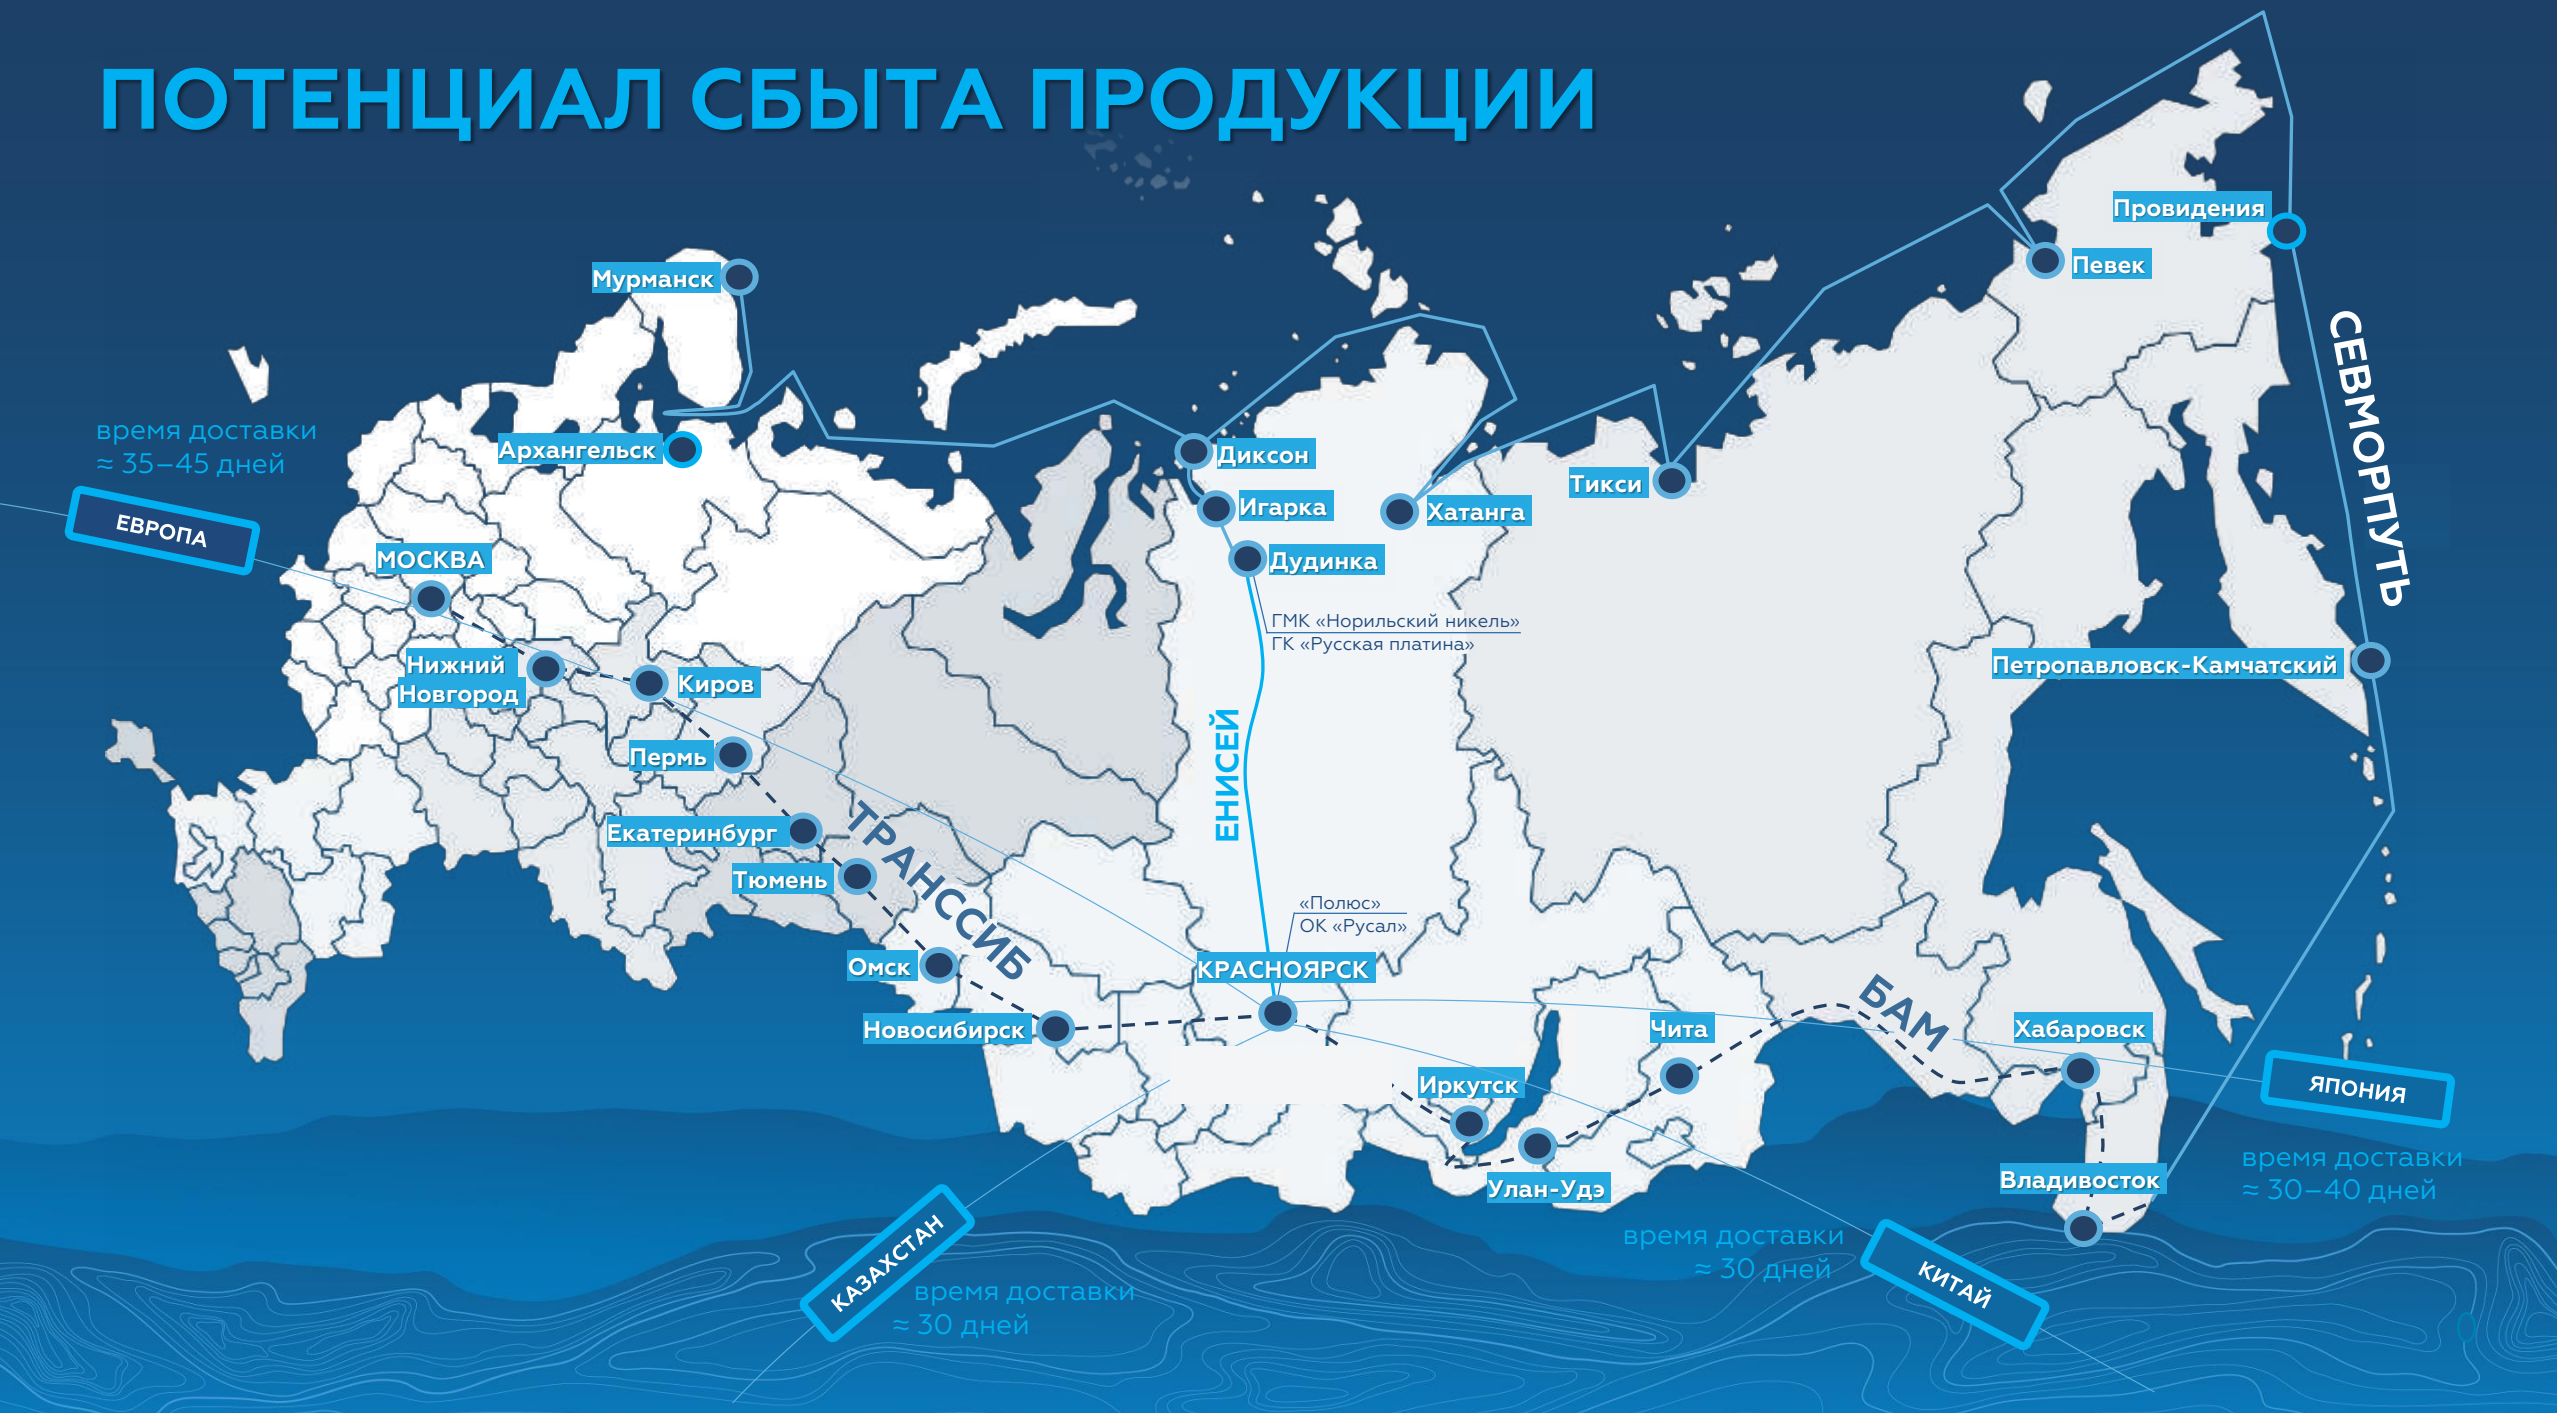 ПОТЕНЦИАЛ СБЫТА ПРОДУКЦИИ
Провидения
Певек
Мурманск
СЕВМОРПУТЬ
время доставки
≈ 35–45 дней
Архангельск
Диксон
Игарка
Хатанга
Тикси
ЕВРОПА
МОСКВА
Дудинка
ГМК «Норильский никель»
ГК «Русская платина»
Нижний
Новгород
Киров
Петропавловск-Камчатский
Пермь
ЕНИСЕЙ
Екатеринбург
ТРАНССИБ
Тюмень
«Полюс»
ОК «Русал»
Омск
КРАСНОЯРСК
Новосибирск
БАМ
Чита
Хабаровск
Иркутск
ЯПОНИЯ
время доставки
≈ 30–40 дней
Улан-Удэ
Владивосток
КАЗАХСТАН
время доставки
≈ 30 дней
время доставки
≈ 30 дней
КИТАЙ